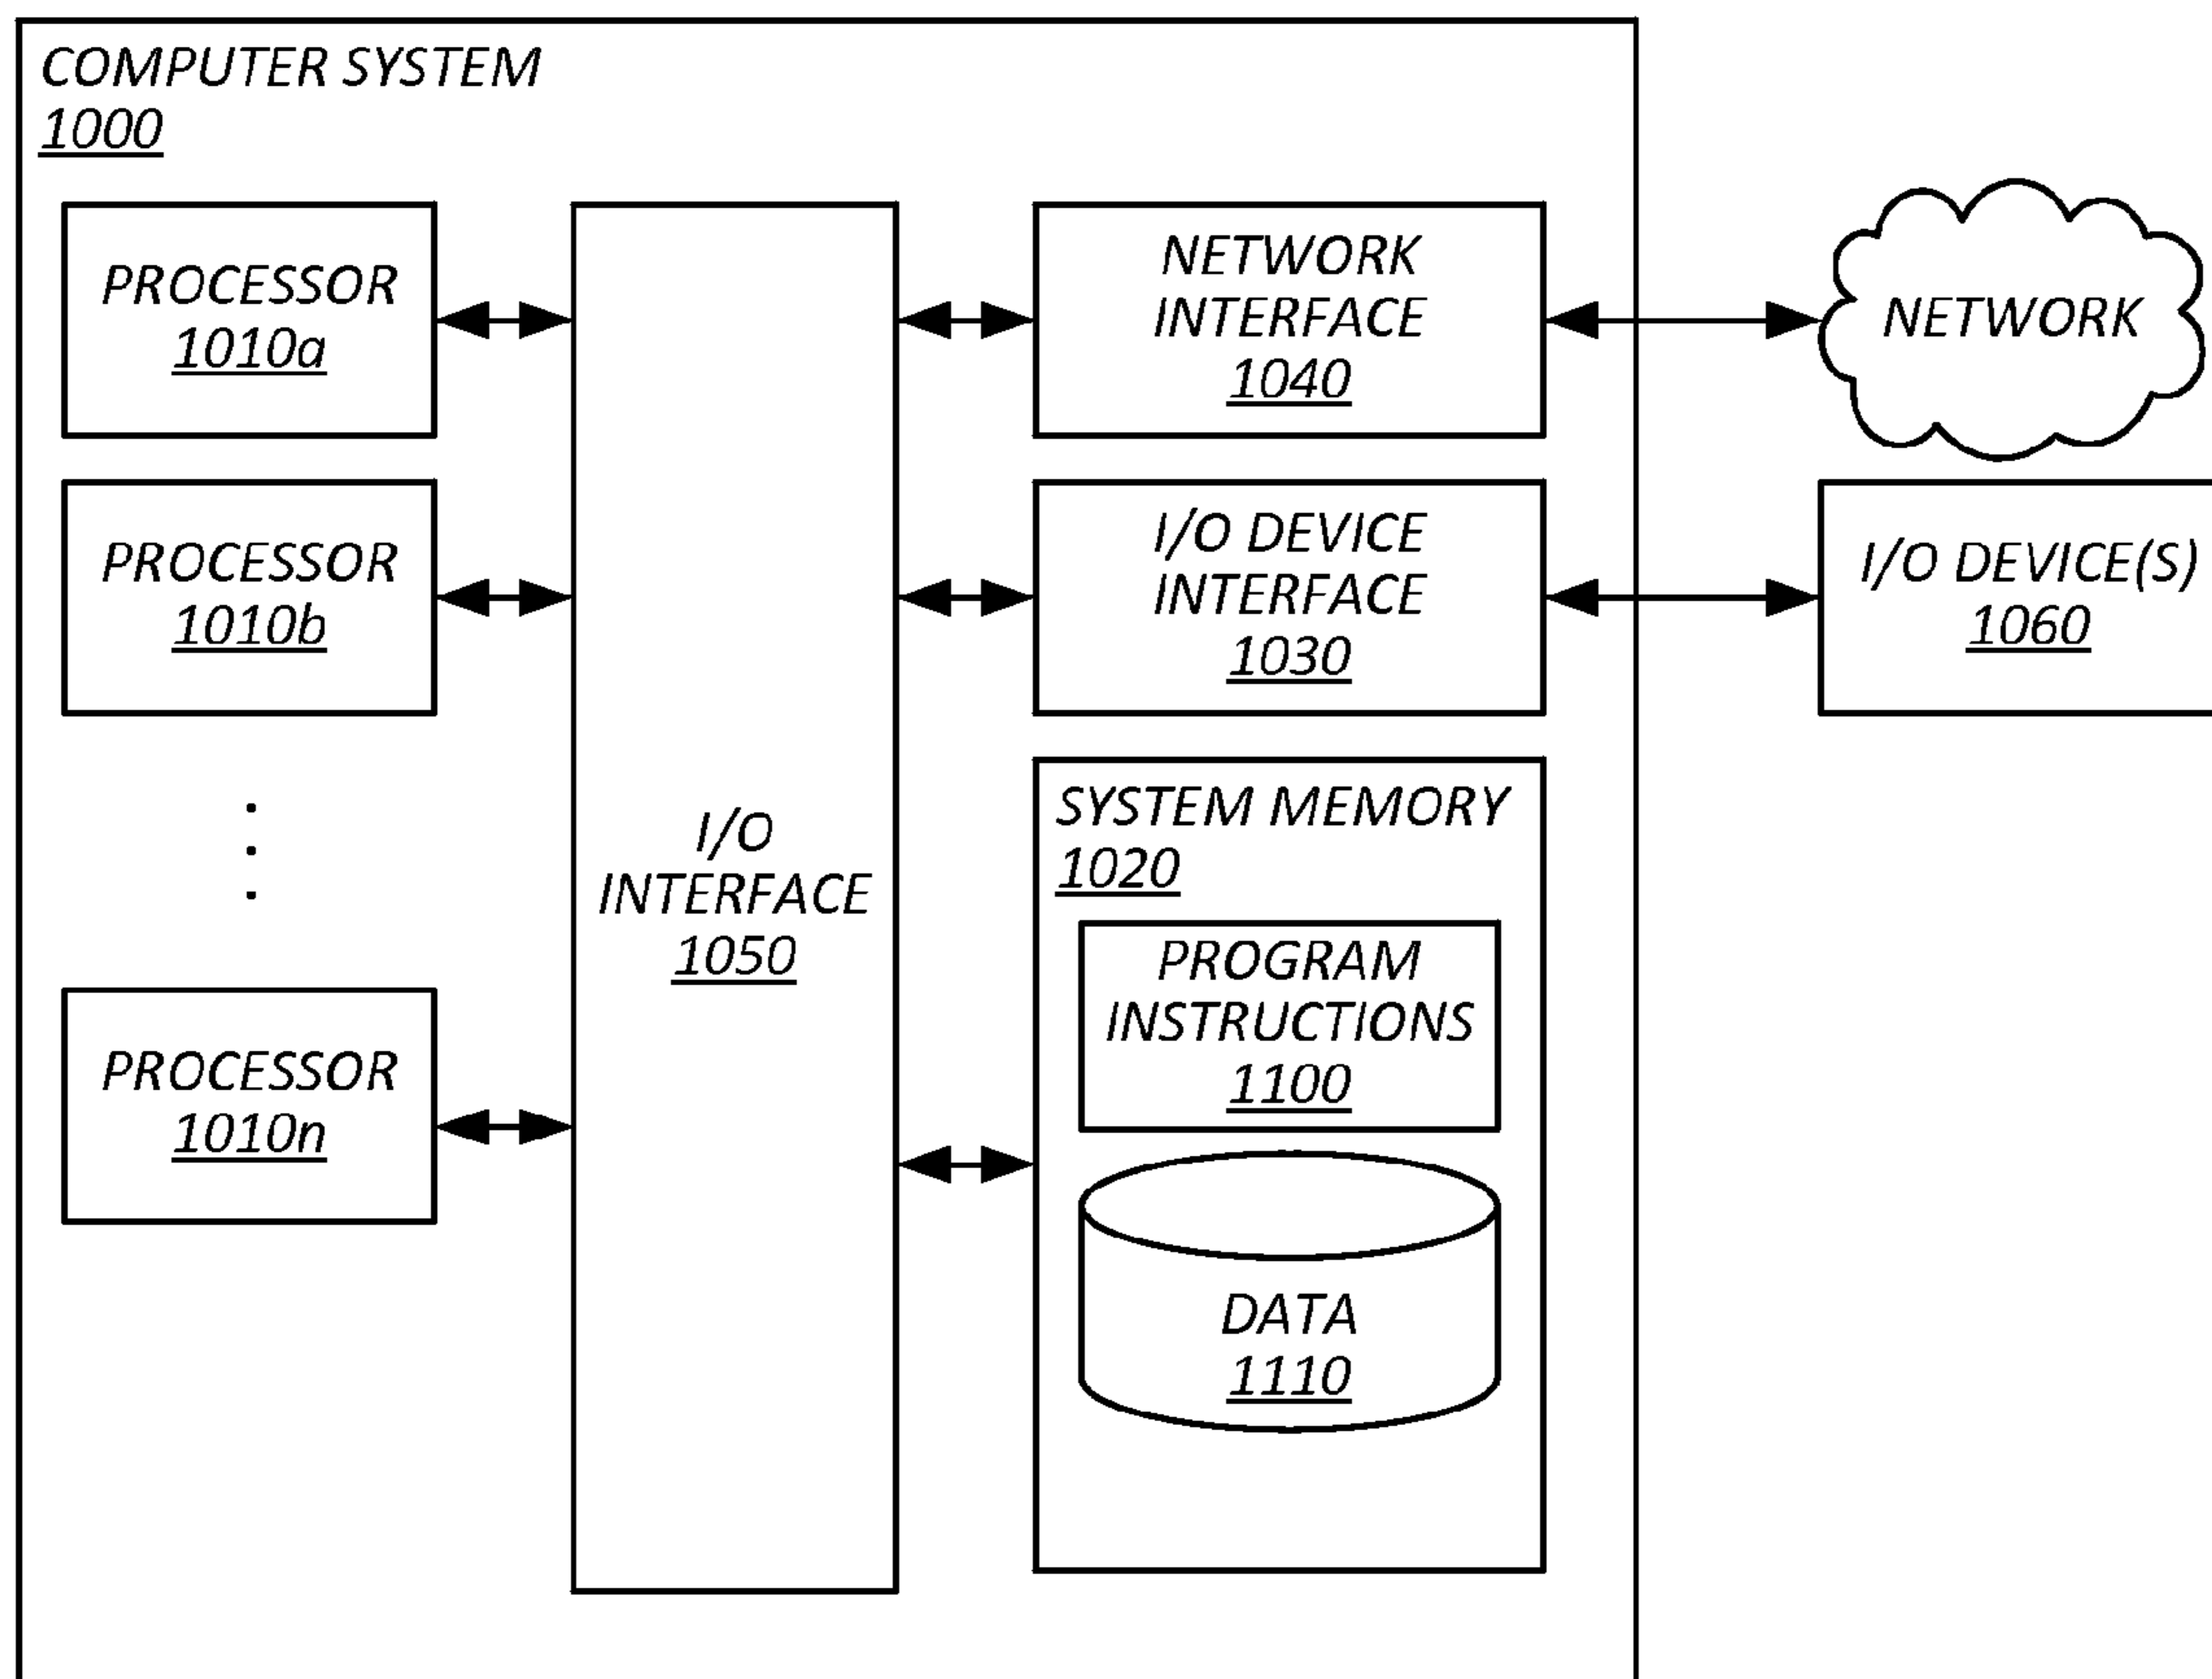 COMPUTER SYSTEM
1000
PROCESSOR
1010a
PROCESSOR
1010b
PROCESSOR
1010n
I/O
INTERFACE
1050
NETWORK
INTERFACE
1040
I/O DEVICE
INTERFACE
1030
SYSTEM MEMORY
1020
PROGRAM
INSTRUCTIONS
1100
DATA
1110
NETWORK
I/O DEVICE(S)
1060